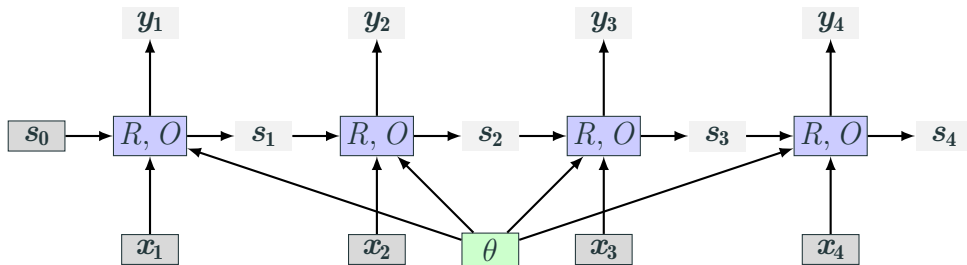 y₁ y₂ y₃ y₄
s₀ R, O s₁ R, O s₂ R, O s₃ R, O s₄
x₁ x₂ θ x₃ x₄